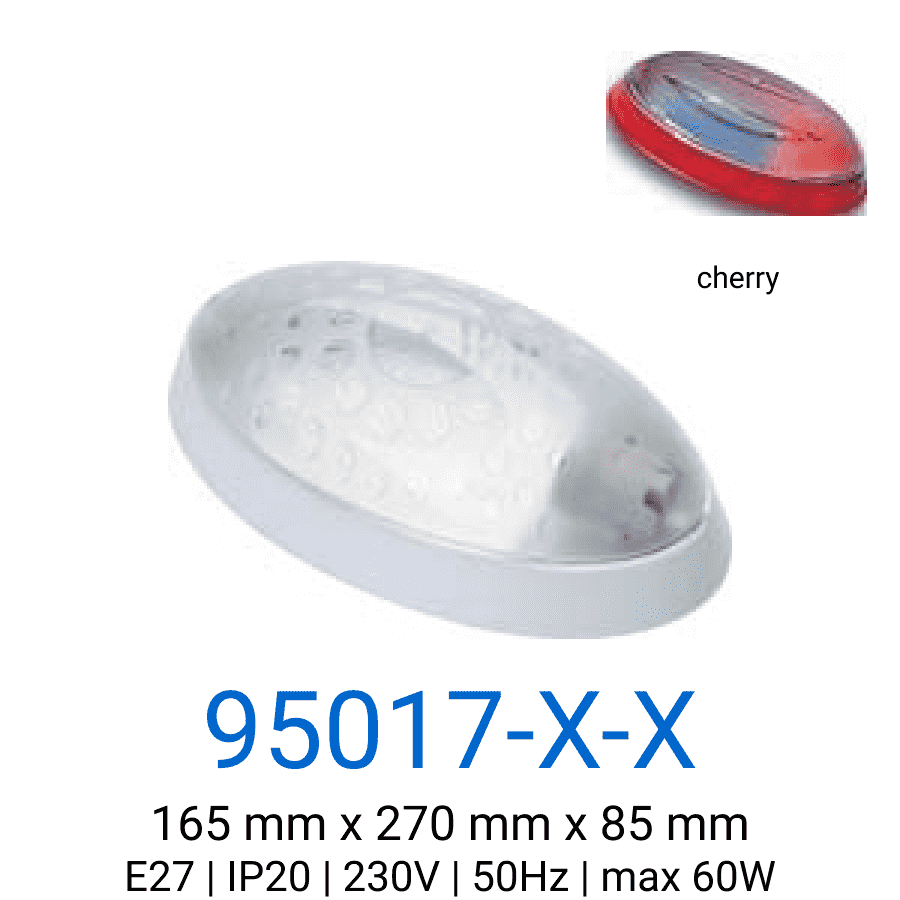 cherry
95017-X-X
165 mm x 270 mm x 85 mm
E27 | IP20 | 230V | 50Hz | max 60W